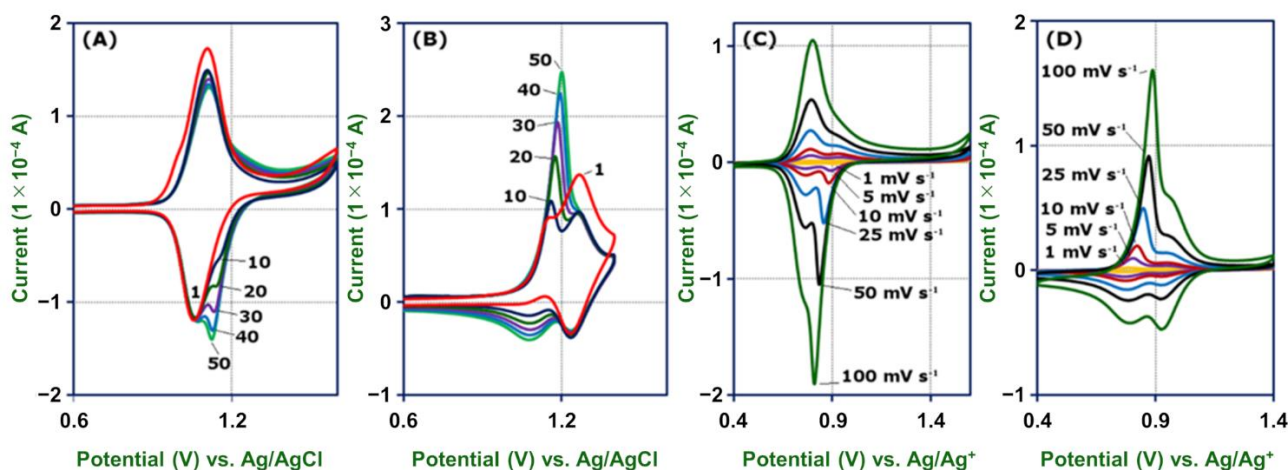 (A)
2
1
0
−1
−2
0.6
1.2
1
10
20
30
40
50
Current (1 × 10⁻⁴ A)
Potential (V) vs. Ag/AgCl
(B)
3
2
1
0
−1
0.6
1.2
50
40
30
20
10
1
Current (1 × 10⁻⁴ A)
Potential (V) vs. Ag/AgCl
(C)
1
0
−1
−2
0.4
0.9
1.4
1 mV s⁻¹
5 mV s⁻¹
10 mV s⁻¹
25 mV s⁻¹
50 mV s⁻¹
100 mV s⁻¹
Current (1 × 10⁻⁴ A)
Potential (V) vs. Ag/Ag⁺
(D)
2
1
0
−1
0.4
0.9
1.4
100 mV s⁻¹
50 mV s⁻¹
25 mV s⁻¹
10 mV s⁻¹
5 mV s⁻¹
1 mV s⁻¹
Current (1 × 10⁻⁴ A)
Potential (V) vs. Ag/Ag⁺